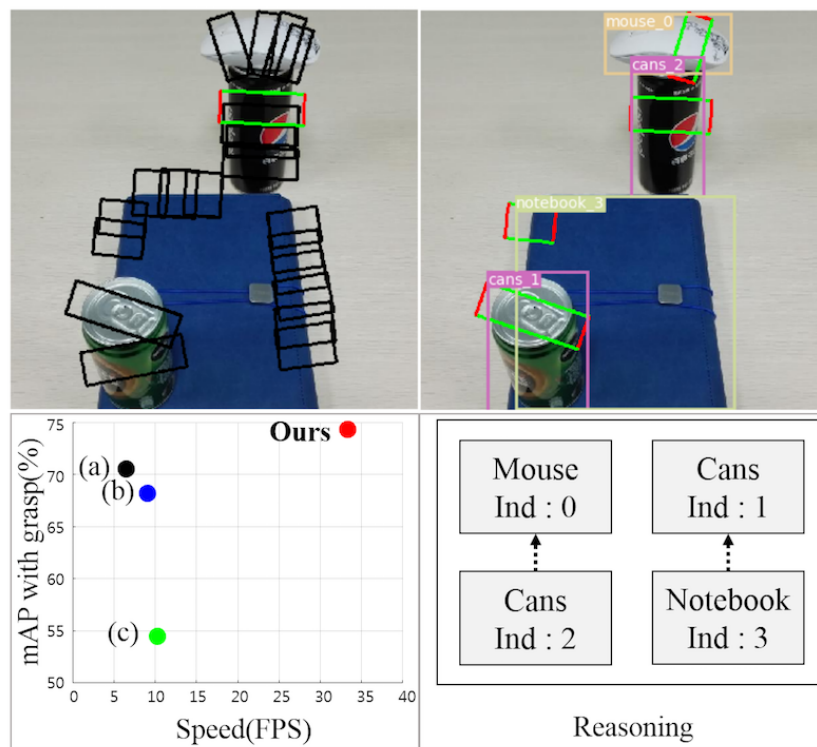 mouse_0
cans_2
notebook_3
cans_1
mAP with grasp(%)
75
70
65
60
55
50
(a)
(b)
(c)
Ours
0 5 10 15 20 25 30 35 40
Speed(FPS)
Mouse
Ind : 0
Cans
Ind : 1
Cans
Ind : 2
Notebook
Ind : 3
Reasoning